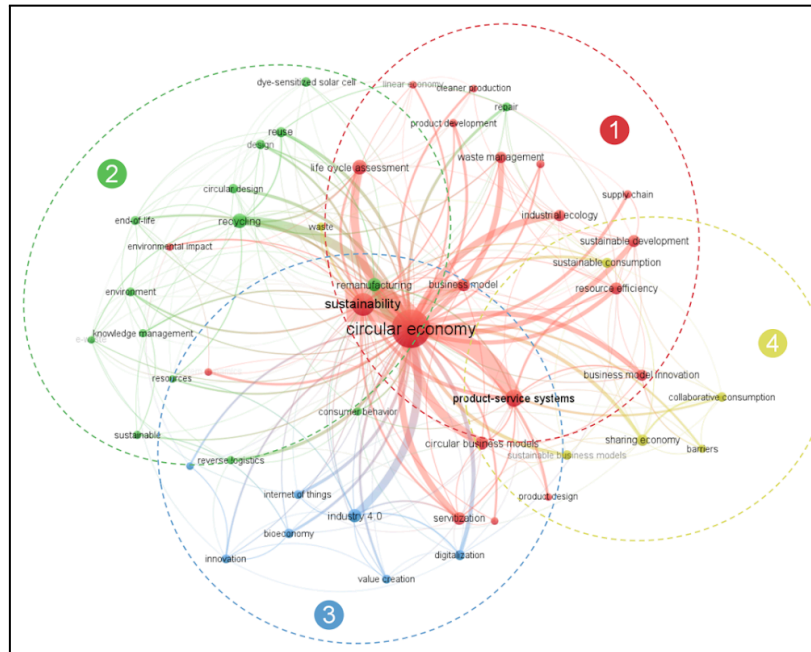 dye-sensitized solar cell
linear economy
cleaner production
repair
product development
reuse
design
1
waste management
life cycle assessment
2
circular design
supply chain
recycling
industrial ecology
end-of-life
waste
environmental impact
sustainable development
sustainable consumption
remanufacturing
business model
resource efficiency
environment
sustainability
circular economy
knowledge management
4
resources
business model innovation
product-service systems
collaborative consumption
consumer behavior
sustainable
circular business models
sharing economy
barriers
sustainable business models
reverse logistics
internet of things
product design
industry 4.0
servitization
bioeconomy
innovation
digitalization
value creation
3